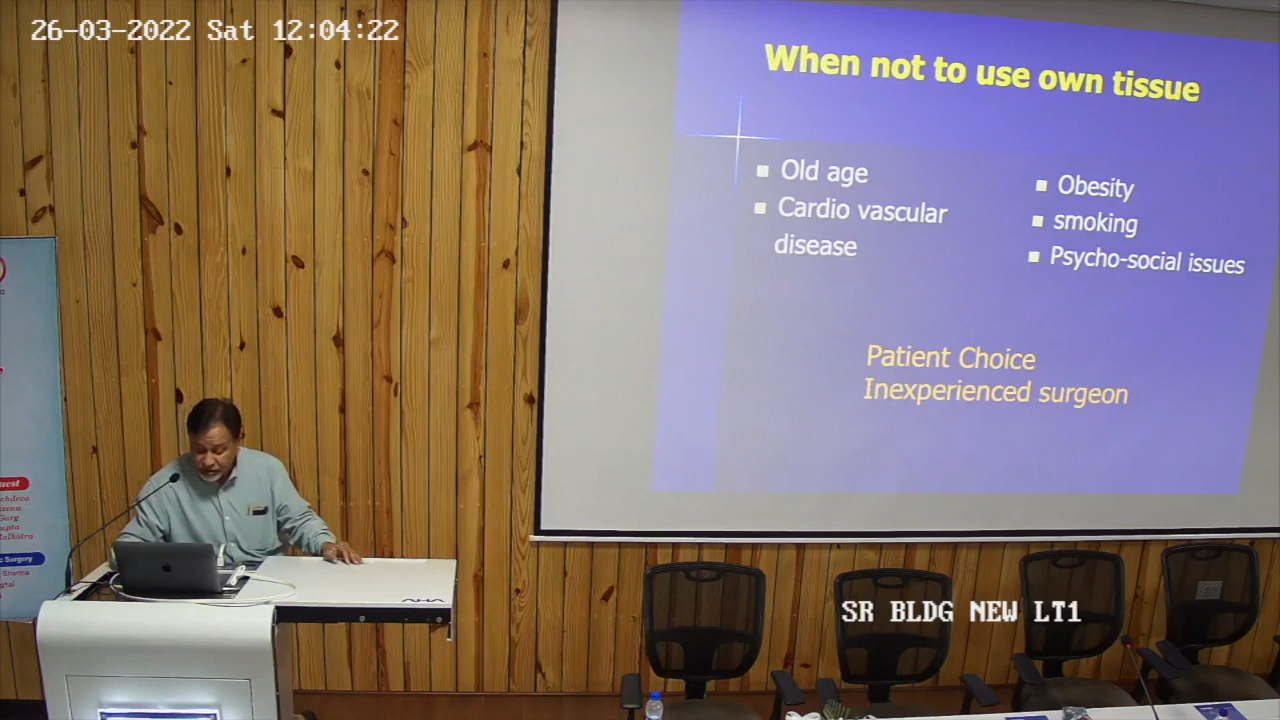 26-03-2022 Sat 12:04:22
When not to use own tissue
Old age
Cardio vascular
disease
Obesity
smoking
Psycho-social issues
Patient Choice
Inexperienced surgeon
SR BLDG NEW LT1